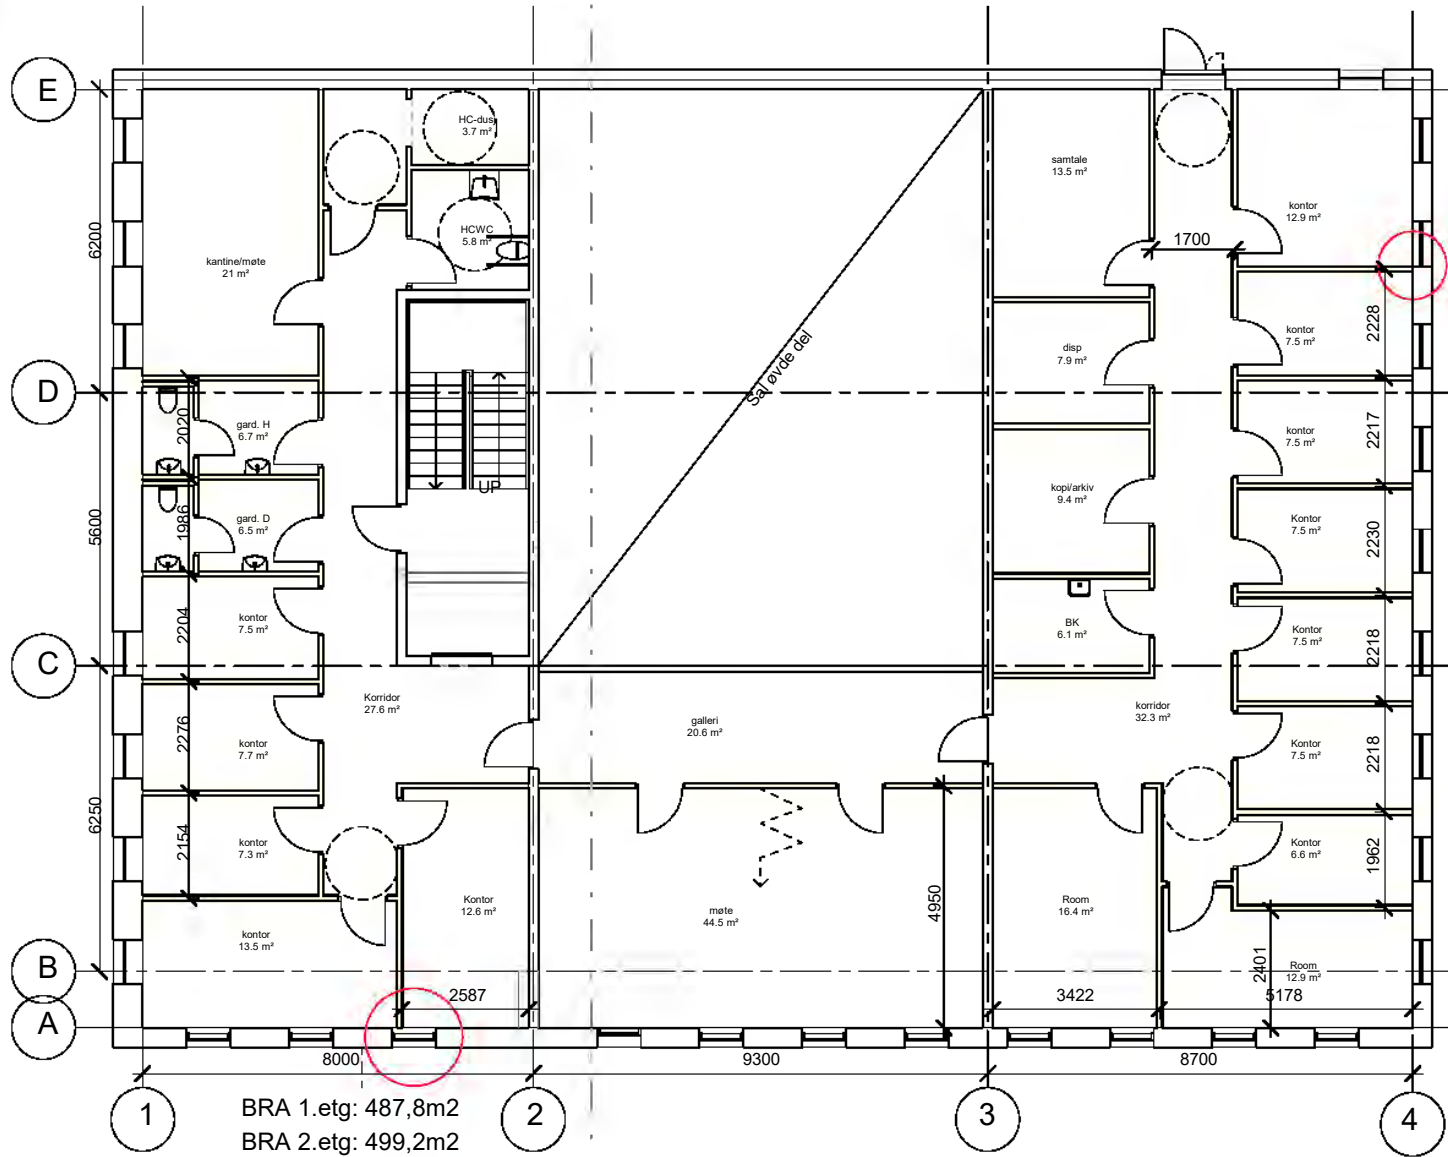 E
HC-dus
3.7 m²
samtale
13.5 m²
kontor
12.9 m²
HCWC
5.8 m²
1700
6200
kantine/møte
21 m²
kontor
7.5 m²
2228
disp
7.9 m²
Sal øvde del
D
2020
gard. H
6.7 m²
kontor
7.5 m²
2217
UP
kopi/arkiv
9.4 m²
5600
1986
gard. D
6.5 m²
Kontor
7.5 m²
2230
2204
kontor
7.5 m²
BK
6.1 m²
Kontor
7.5 m²
2218
C
Korridor
27.6 m²
galleri
20.6 m²
korridor
32.3 m²
2276
kontor
7.7 m²
Kontor
7.5 m²
2218
6250
2154
kontor
7.3 m²
Kontor
6.6 m²
1962
Kontor
12.6 m²
møte
44.5 m²
4950
Room
16.4 m²
kontor
13.5 m²
B
2401
Room
12.9 m²
2587
3422
5178
A
8000
9300
8700
1
2
3
4
BRA 1.etg: 487,8m2
BRA 2.etg: 499,2m2